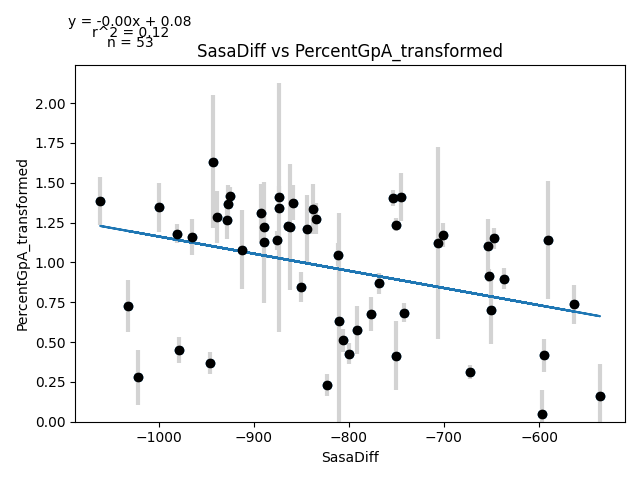 y = -0.00x + 0.08
r^2 = 0.12
n = 53
SasaDiff vs PercentGpA_transformed
2.00
1.75
1.50
1.25
1.00
0.75
0.50
0.25
0.00
PercentGpA_transformed
−1000
−900
−800
−700
−600
SasaDiff